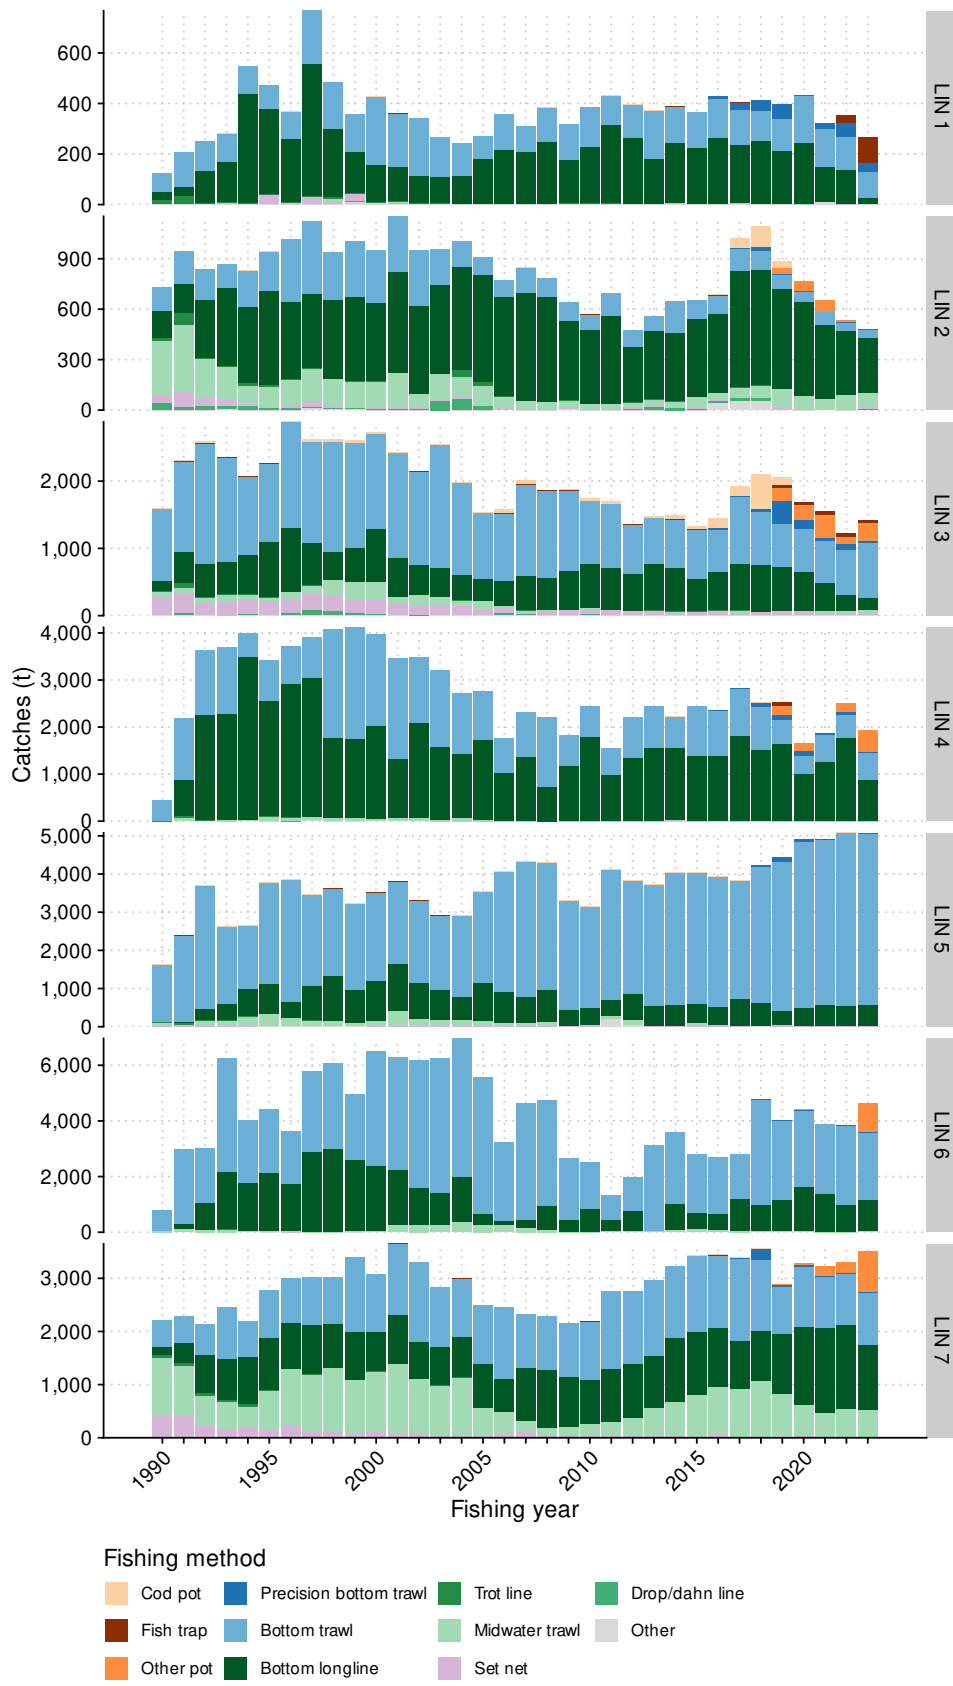 600
400
200
0
LIN 1
900
600
300
0
LIN 2
2,000
1,000
0
LIN 3
4,000
3,000
2,000
1,000
0
LIN 4
Catches (t)
5,000
4,000
3,000
2,000
1,000
0
LIN 5
6,000
4,000
2,000
0
LIN 6
3,000
2,000
1,000
0
LIN 7
1990 1995 2000 2005 2010 2015 2020
Fishing year
Fishing method
Cod pot Precision bottom trawl Trot line Drop/dahn line
Fish trap Bottom trawl Midwater trawl Other
Other pot Bottom longline Set net